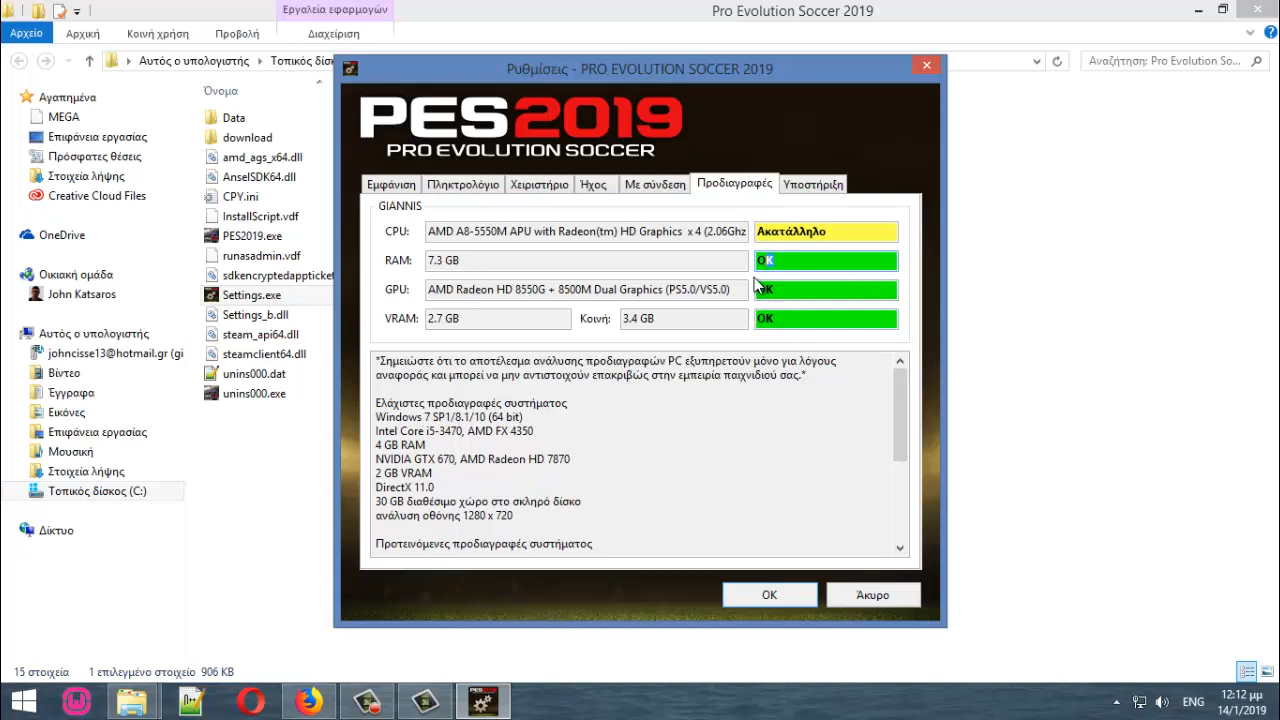 Εργαλεία εφαρμογών
Pro Evolution Soccer 2019
Αρχείο
Αρχική
Κοινή χρήση
Προβολή
Διαχείριση
Αυτός ο υπολογιστής
Τοπικός δίσκ
Αναζήτηση: Pro Evolution So...
Αγαπημένα
MEGA
Επιφάνεια εργασίας
Πρόσφατες θέσεις
Στοιχεία λήψης
Creative Cloud Files
OneDrive
Οικιακή ομάδα
John Katsaros
Αυτός ο υπολογιστής
johncisse13@hotmail.gr (gi
Βίντεο
Έγγραφα
Εικόνες
Επιφάνεια εργασίας
Μουσική
Στοιχεία λήψης
Τοπικός δίσκος (C:)
Δίκτυο
Όνομα
Data
download
amd_ags_x64.dll
AnselSDK64.dll
CPY.ini
InstallScript.vdf
PES2019.exe
runasadmin.vdf
sdkencryptedappticket
Settings.exe
Settings_b.dll
steam_api64.dll
steamclient64.dll
unins000.dat
unins000.exe
Ρυθμίσεις - PRO EVOLUTION SOCCER 2019
PES2019
PRO EVOLUTION SOCCER
Εμφάνιση
Πληκτρολόγιο
Χειριστήριο
Ήχος
Με σύνδεση
Προδιαγραφές
Υποστήριξη
GIANNIS
CPU: AMD A8-5550M APU with Radeon(tm) HD Graphics x 4 (2.06Ghz Ακατάλληλο
RAM: 7.3 GB OK
GPU: AMD Radeon HD 8550G + 8500M Dual Graphics (PS5.0/VS5.0) OK
VRAM: 2.7 GB Κοινή: 3.4 GB OK
*Σημειώστε ότι το αποτέλεσμα ανάλυσης προδιαγραφών PC εξυπηρετούν μόνο για λόγους
αναφοράς και μπορεί να μην αντιστοιχούν επακριβώς στην εμπειρία παιχνιδιού σας.*
Ελάχιστες προδιαγραφές συστήματος
Windows 7 SP1/8.1/10 (64 bit)
Intel Core i5-3470, AMD FX 4350
4 GB RAM
NVIDIA GTX 670, AMD Radeon HD 7870
2 GB VRAM
DirectX 11.0
30 GB διαθέσιμο χώρο στο σκληρό δίσκο
ανάλυση οθόνης 1280 x 720
Προτεινόμενες προδιαγραφές συστήματος
OK
Άκυρο
15 στοιχεία
1 επιλεγμένο στοιχείο 906 KB
ENG
12:12 μμ
14/1/2019